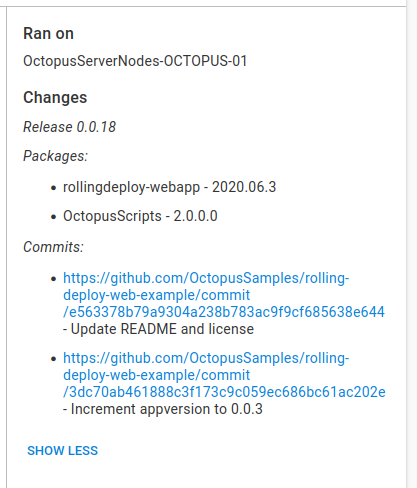 Ran on
OctopusServerNodes-OCTOPUS-01
Changes
Release 0.0.18
Packages:
• rollingdeploy-webapp - 2020.06.3
• OctopusScripts - 2.0.0.0
Commits:
• https://github.com/OctopusSamples/rolling-
deploy-web-example/commit
/e563378b79a9304a238b783ac9f9cf685638e644
- Update README and license
• https://github.com/OctopusSamples/rolling-
deploy-web-example/commit
/3dc70ab461888c3f173c9c059ec686bc61ac202e
- Increment appversion to 0.0.3
SHOW LESS